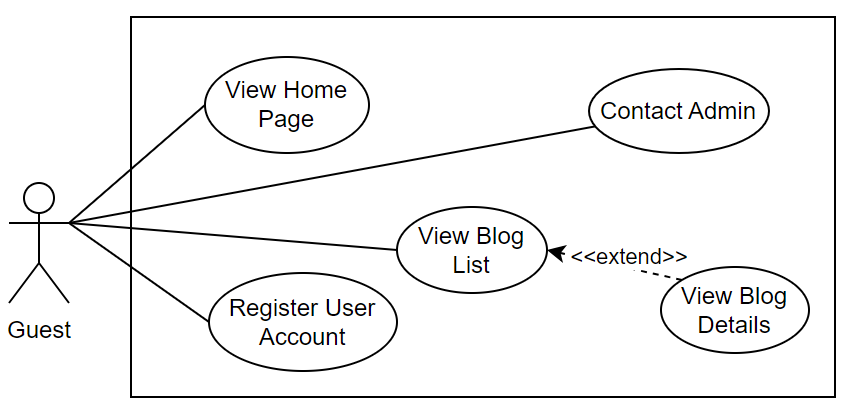 View Home
Page
Contact Admin
View Blog
List
<<extend>>
View Blog
Details
Register User
Account
Guest